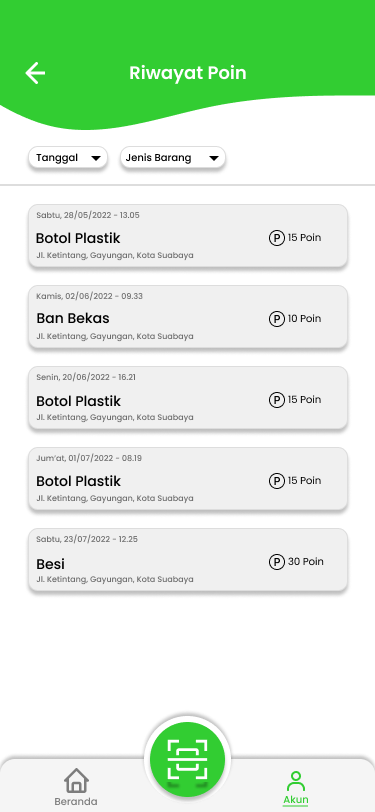 Riwayat Poin
Tanggal
Jenis Barang
Sabtu, 28/05/2022 - 13.05
Botol Plastik
P 15 Poin
Jl. Ketintang, Gayungan, Kota Suabaya
Kamis, 02/06/2022 - 09.33
Ban Bekas
P 10 Poin
Jl. Ketintang, Gayungan, Kota Suabaya
Senin, 20/06/2022 - 16.21
Botol Plastik
P 15 Poin
Jl. Ketintang, Gayungan, Kota Suabaya
Jum'at, 01/07/2022 - 08.19
Botol Plastik
P 15 Poin
Jl. Ketintang, Gayungan, Kota Suabaya
Sabtu, 23/07/2022 - 12.25
Besi
P 30 Poin
Jl. Ketintang, Gayungan, Kota Suabaya
Beranda
Akun